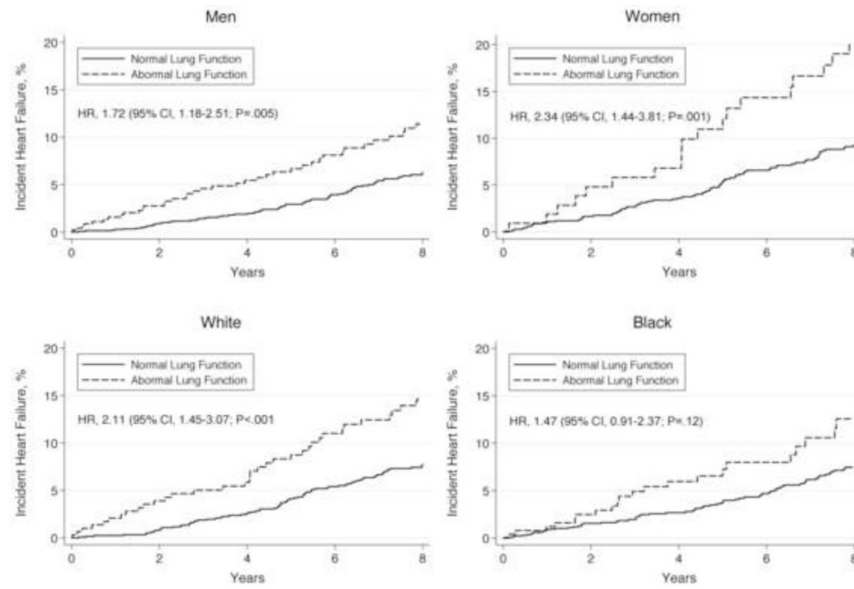 Men
Incident Heart Failure, %
20
15
10
5
0
Normal Lung Function
Abormal Lung Function
HR, 1.72 (95% CI, 1.18-2.51; P=.005)
0 2 4 6 8
Years
Women
Incident Heart Failure, %
20
15
10
5
0
Normal Lung Function
Abormal Lung Function
HR, 2.34 (95% CI, 1.44-3.81; P=.001)
0 2 4 6 8
Years
White
Incident Heart Failure, %
20
15
10
5
0
Normal Lung Function
Abormal Lung Function
HR, 2.11 (95% CI, 1.45-3.07; P<.001
0 2 4 6 8
Years
Black
Incident Heart Failure, %
20
15
10
5
0
Normal Lung Function
Abormal Lung Function
HR, 1.47 (95% CI, 0.91-2.37; P=.12)
0 2 4 6 8
Years